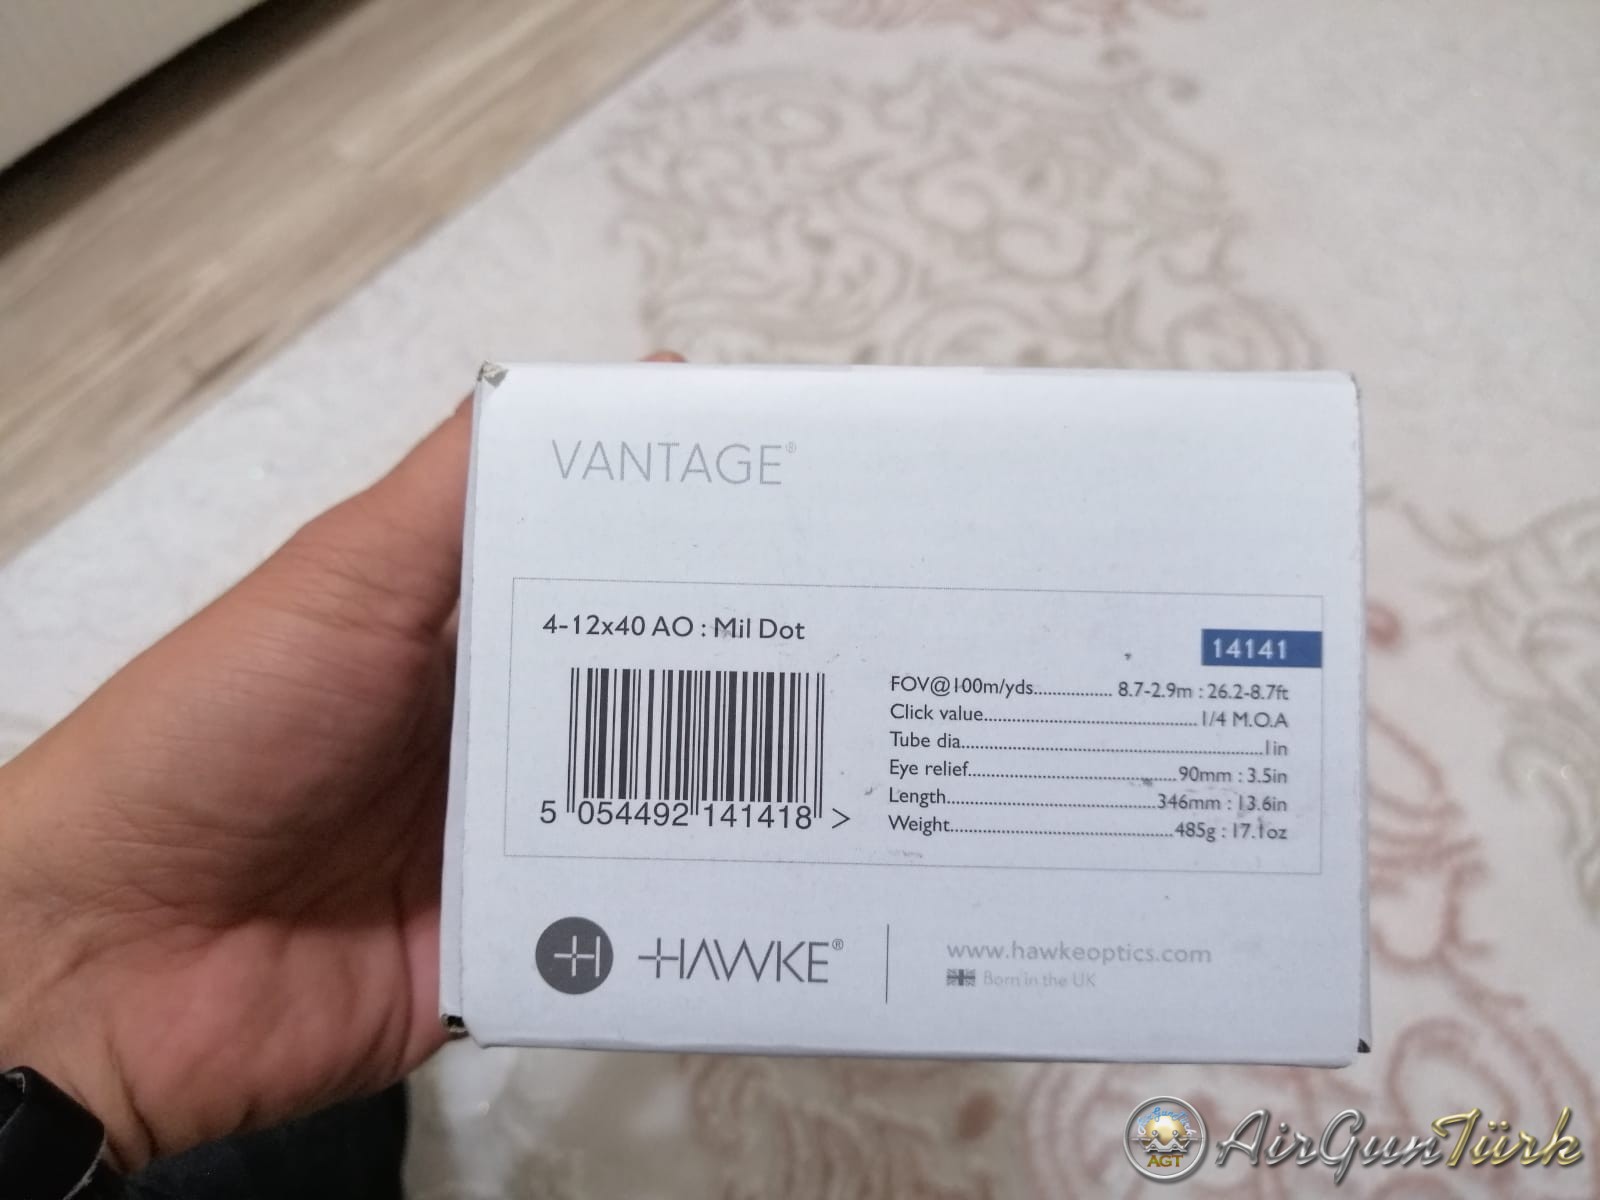 VANTAGE®
4-12x40 AO : Mil Dot
14141
FOV@100m/yds............... 8.7-2.9m : 26.2-8.7ft
Click value........................................1/4 M.O.A
Tube dia.........................................................1in
Eye relief.......................................90mm : 3.5in
Length.......................................346mm : 13.6in
Weight..........................................485g : 17.1oz
5 054492 141418 >
H HAWKE®
www.hawkeoptics.com
Born in the UK
AGT
AirGunTürk